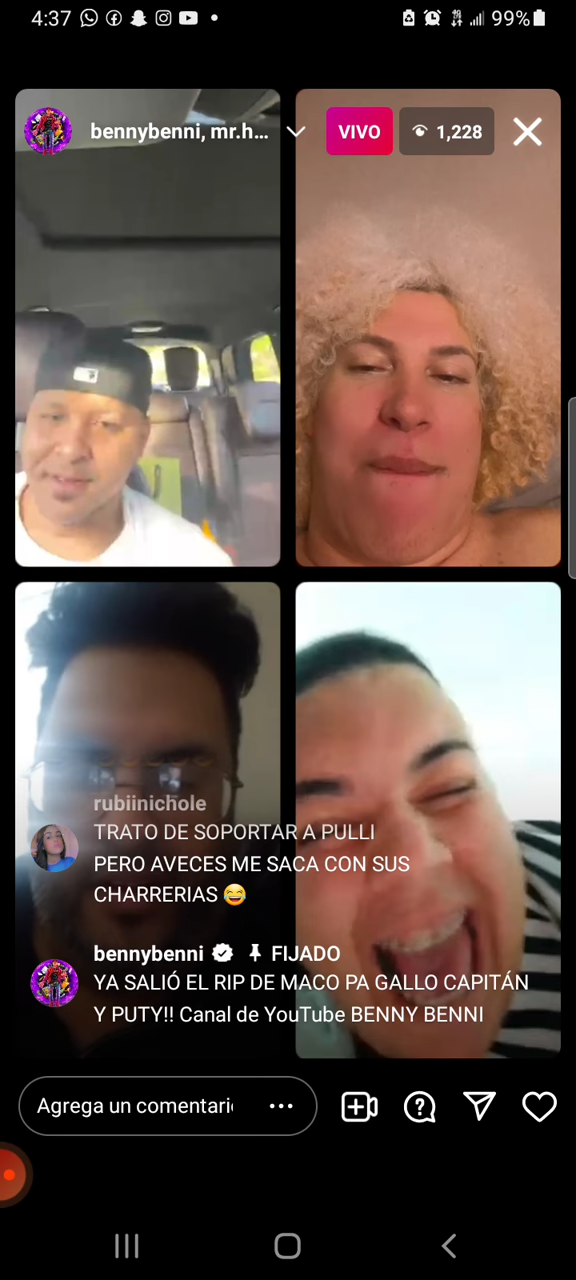 4:37
99%
bennybenni, mr.h...
VIVO
1,228
rubiinichole
TRATO DE SOPORTAR A PULLI
PERO AVECES ME SACA CON SUS
CHARRERIAS 😂
bennybenni FIJADO
YA SALIÓ EL RIP DE MACO PA GALLO CAPITÁN
Y PUTY!! Canal de YouTube BENNY BENNI
Agrega un comentari